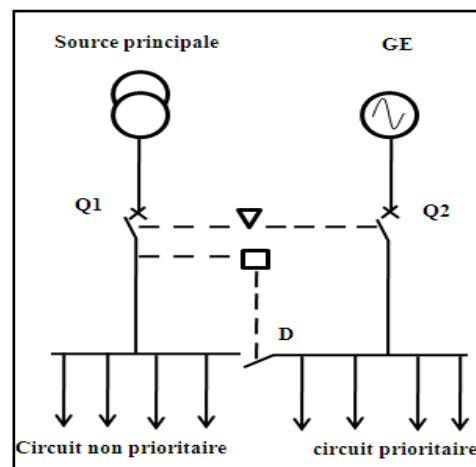 Source principale
GE
Q1
Q2
D
Circuit non prioritaire
circuit prioritaire